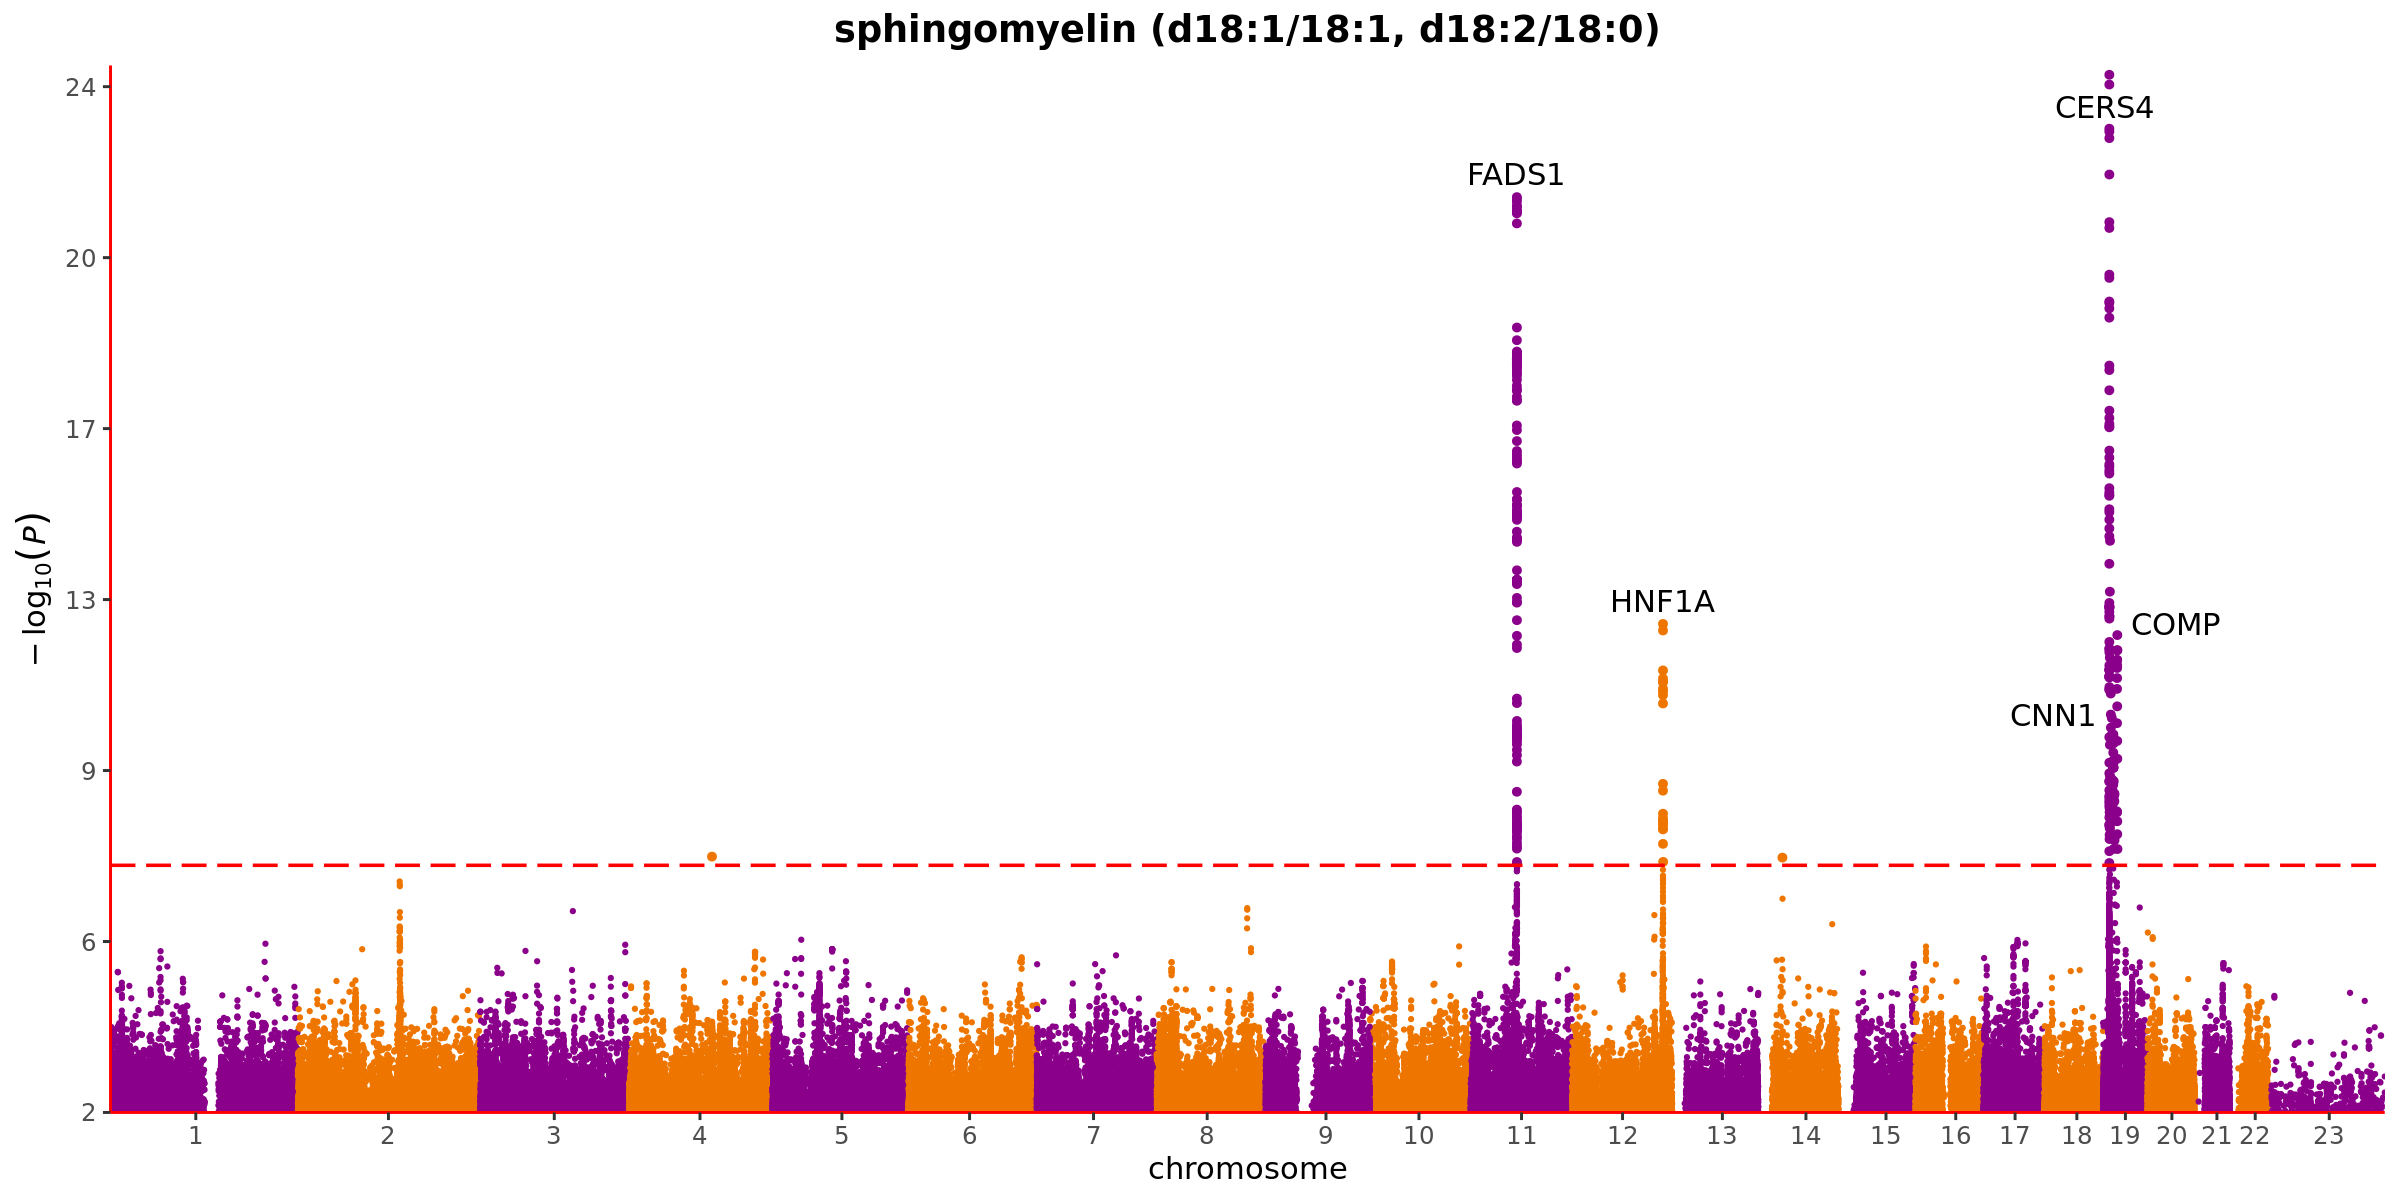 sphingomyelin (d18:1/18:1, d18:2/18:0)
24
CERS4
FADS1
20
17
− log10(P)
13
HNF1A
COMP
CNN1
9
6
2
1 2 3 4 5 6 7 8 9 10 11 12 13 14 15 16 17 18 19 20 21 22 23
chromosome